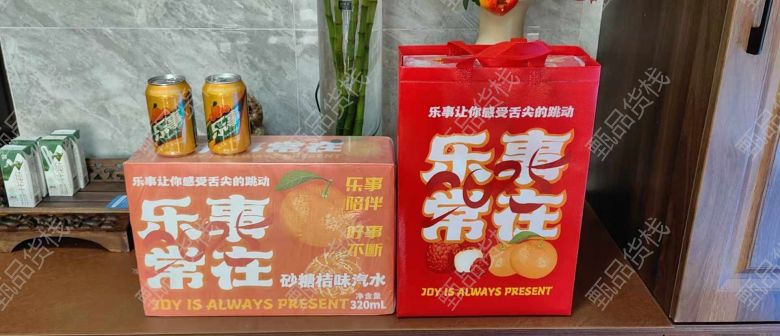 乐事让你感受舌尖的跳动
乐事
常在
乐事
陪伴
好事
不断
砂糖桔味汽水
净含量
320mL
JOY IS ALWAYS PRESENT
乐事让你感受舌尖的跳动
乐事
常在
JOY IS ALWAYS PRESENT
甄品货栈